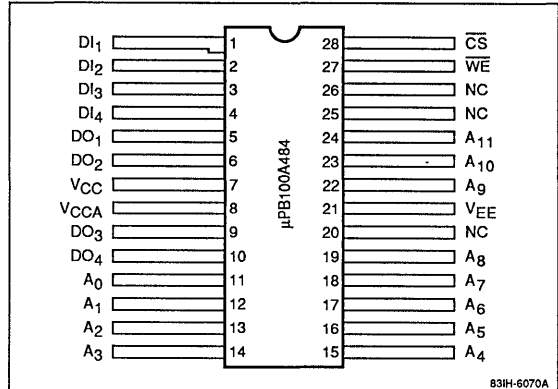 DI1 1 28 CS
DI2 2 27 WE
DI3 3 26 NC
DI4 4 25 NC
DO1 5 24 A11
DO2 6 23 A10
VCC 7 22 A9
VCCA 8 21 VEE
DO3 9 20 NC
DO4 10 19 A8
A0 11 18 A7
A1 12 17 A6
A2 13 16 A5
A3 14 15 A4
µPB100A484
83IH-6070A